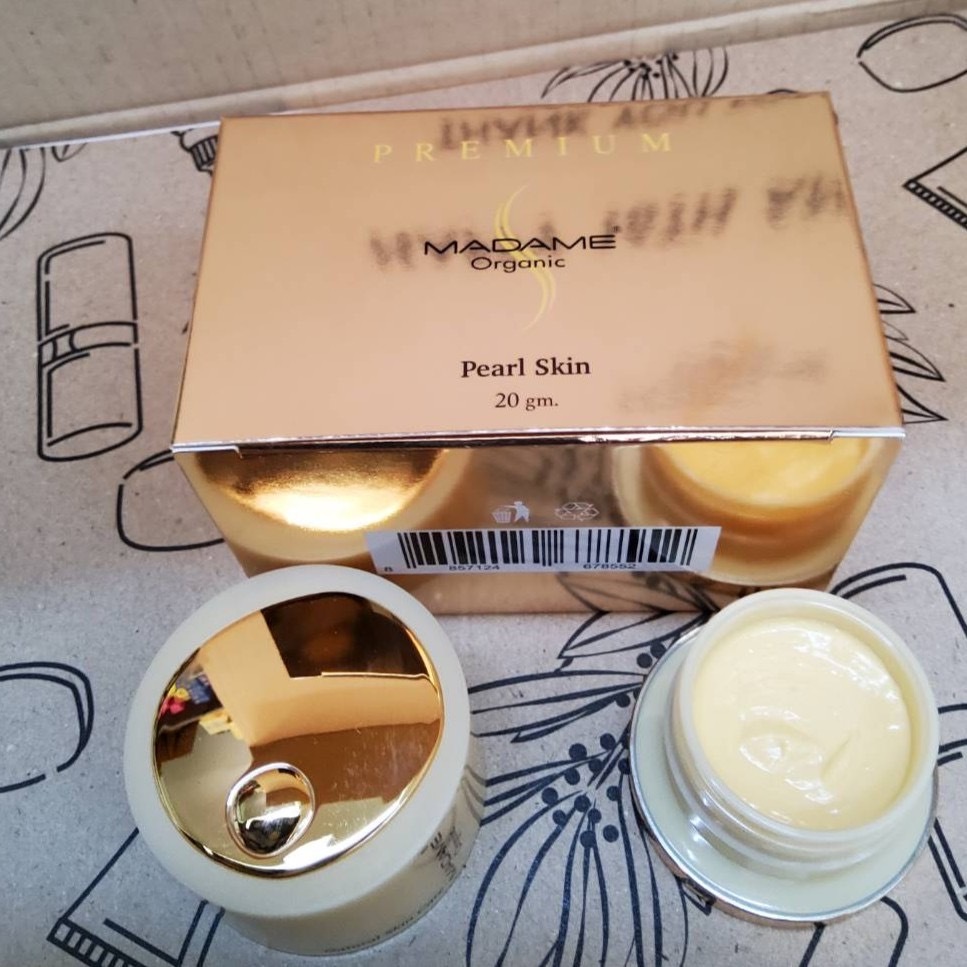 PREMIUM
MADAME®
Organic
Pearl Skin
20 gm.
8 857124 678552